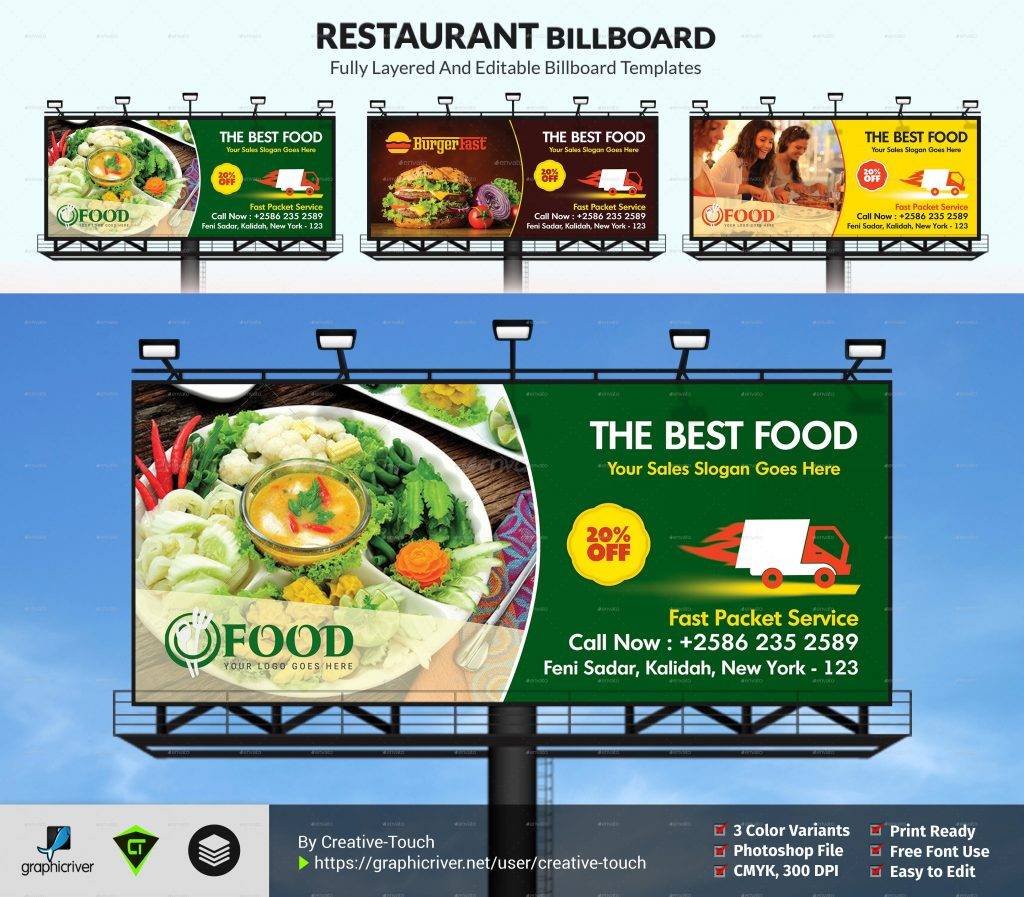 RESTAURANT BILLBOARD
Fully Layered And Editable Billboard Templates
THE BEST FOOD
Your Sales Slogan Goes Here
20%
OFF
FOOD
YOUR LOGO GOES HERE
Fast Packet Service
Call Now : +2586 235 2589
Feni Sadar, Kalidah, New York - 123
BurgerFast
THE BEST FOOD
Your Sales Slogan Goes Here
20%
OFF
Fast Packet Service
Call Now : +2586 235 2589
Feni Sadar, Kalidah, New York - 123
THE BEST FOOD
Your Sales Slogan Goes Here
20%
OFF
FOOD
YOUR LOGO GOES HERE
Fast Packet Service
Call Now : +2586 235 2589
Feni Sadar, Kalidah, New York - 123
THE BEST FOOD
Your Sales Slogan Goes Here
20%
OFF
FOOD
YOUR LOGO GOES HERE
Fast Packet Service
Call Now : +2586 235 2589
Feni Sadar, Kalidah, New York - 123
graphicriver
CT
By Creative-Touch
https://graphicriver.net/user/creative-touch
3 Color Variants
Photoshop File
CMYK, 300 DPI
Print Ready
Free Font Use
Easy to Edit
envato